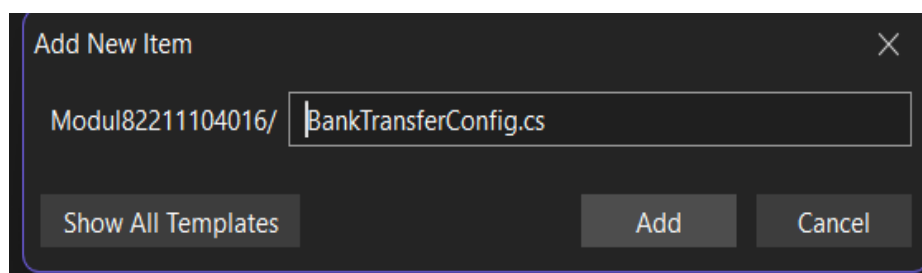 Add New Item
Modul82211104016/ BankTransferConfig.cs
Show All Templates Add Cancel